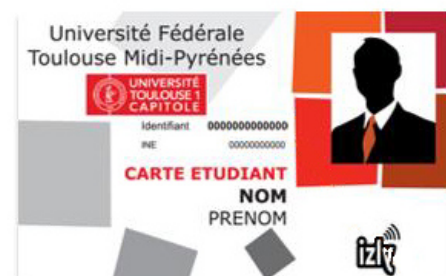 Université Fédérale
Toulouse Midi-Pyrénées
UNIVERSITÉ
TOULOUSE 1
CAPITOLE
Identifiant 0000000000000
INE 00000000000
CARTE ETUDIANT
NOM
PRENOM
izly